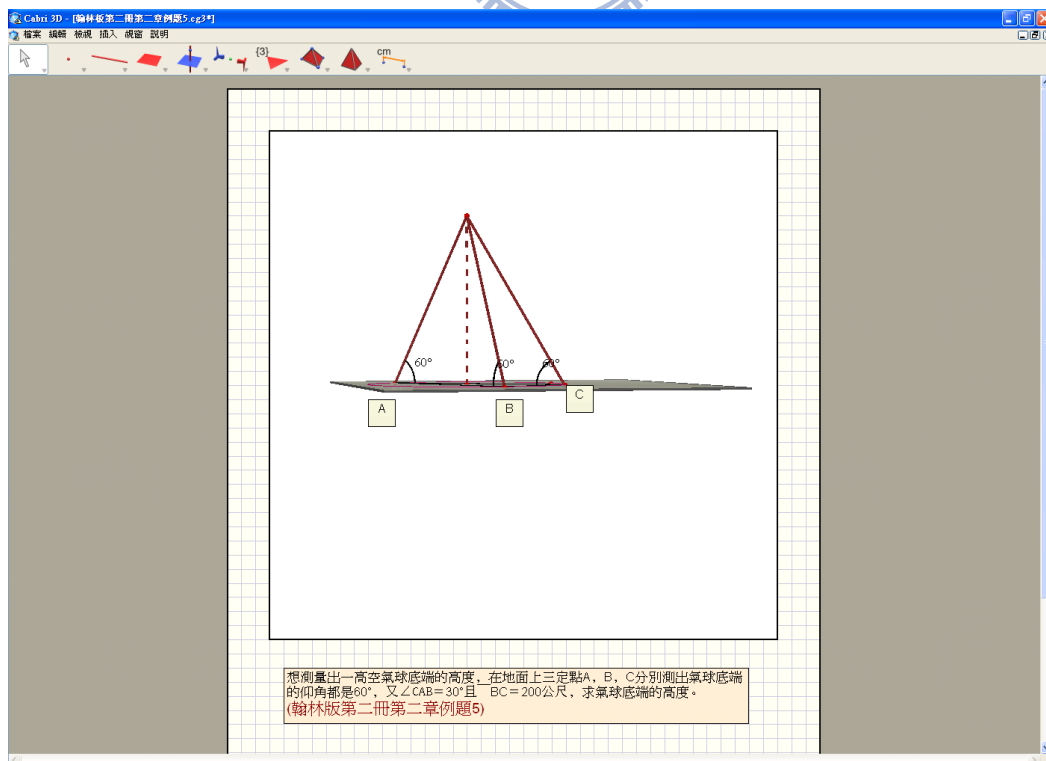 Cabri 3D - [翰林板第二冊第二章例題5.cg3*]
檔案 編輯 檢視 插入 視窗 說明
{3}
cm
60°
60°
60°
A
B
C
想測量出一高空氣球底端的高度，在地面上三定點A，B，C分別測出氣球底端
的仰角都是60°，又∠CAB＝30°且 BC＝200公尺，求氣球底端的高度。
(翰林版第二冊第二章例題5)